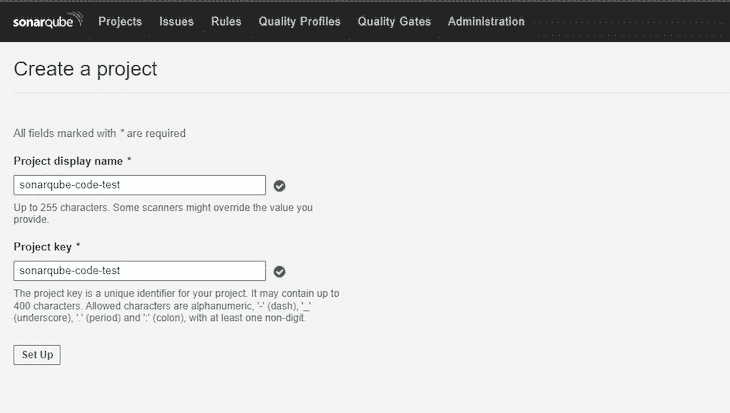 sonarqube Projects Issues Rules Quality Profiles Quality Gates Administration
Create a project
All fields marked with * are required
Project display name *
sonarqube-code-test
Up to 255 characters. Some scanners might override the value you
provide.
Project key *
sonarqube-code-test
The project key is a unique identifier for your project. It may contain up to
400 characters. Allowed characters are alphanumeric, '-' (dash), '_'
(underscore), '.' (period) and ':' (colon), with at least one non-digit.
Set Up